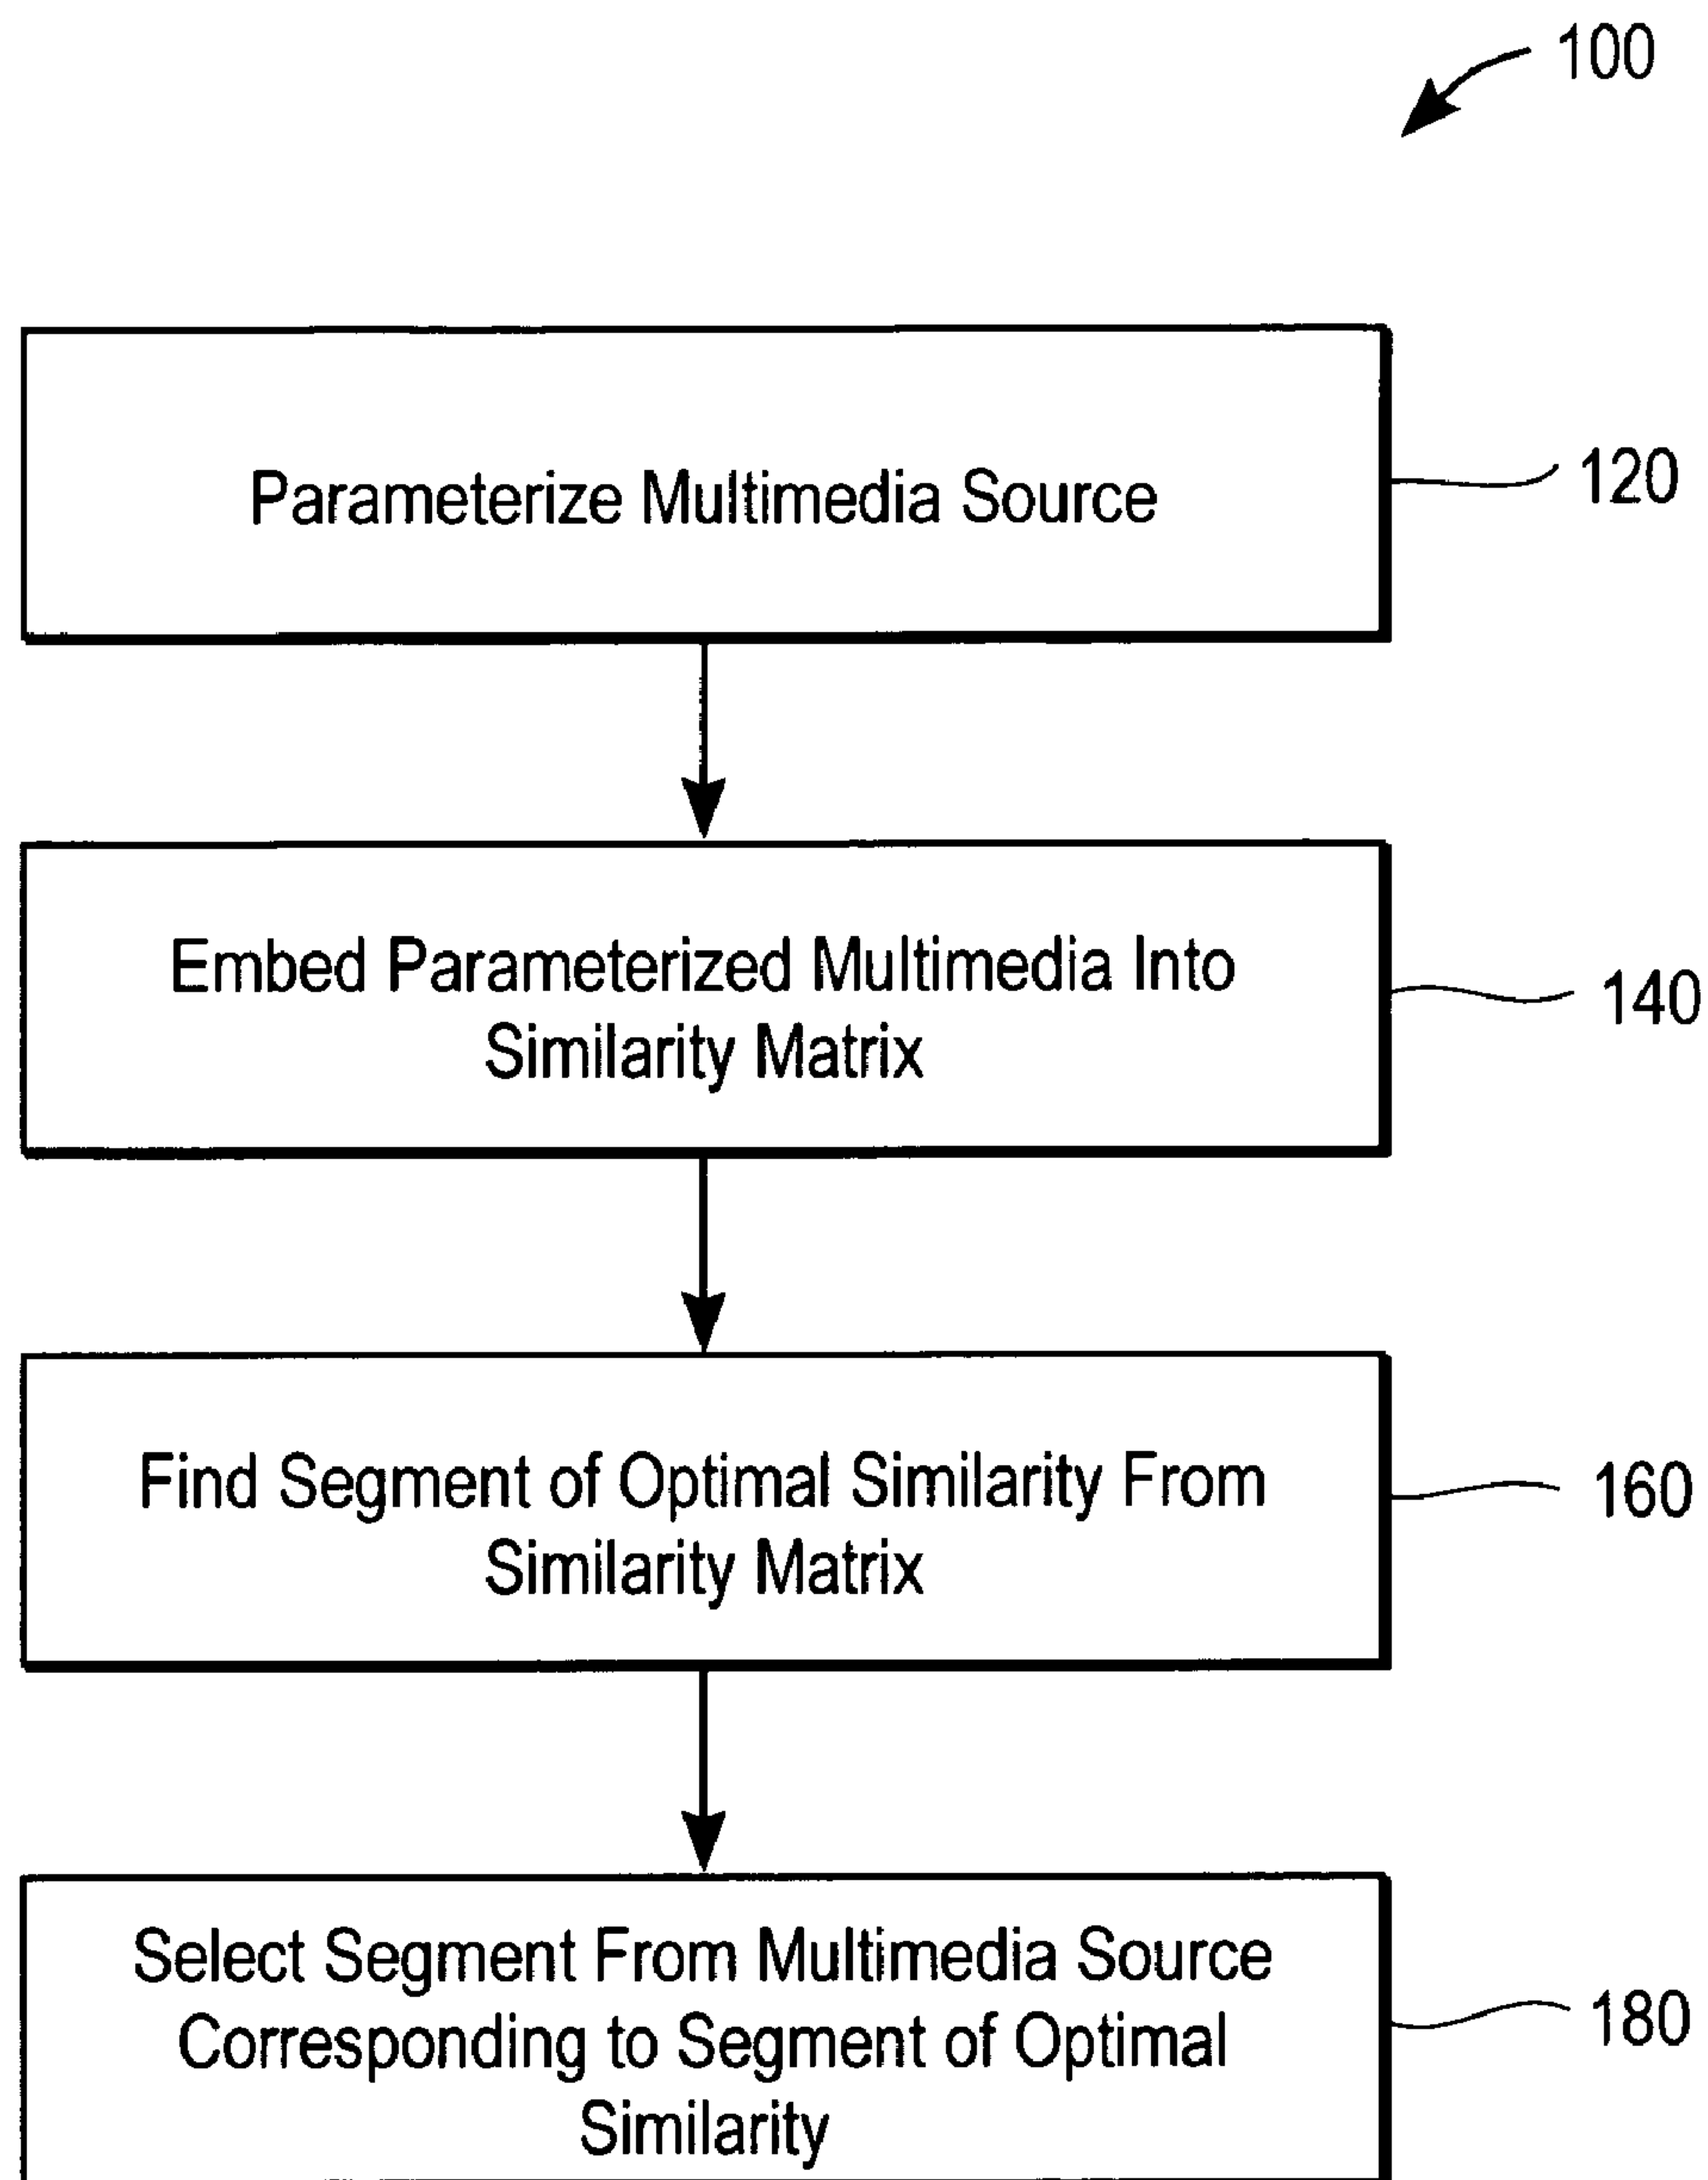 100
Parameterize Multimedia Source
120
Embed Parameterized Multimedia Into
Similarity Matrix
140
Find Segment of Optimal Similarity From
Similarity Matrix
160
Select Segment From Multimedia Source
Corresponding to Segment of Optimal
Similarity
180